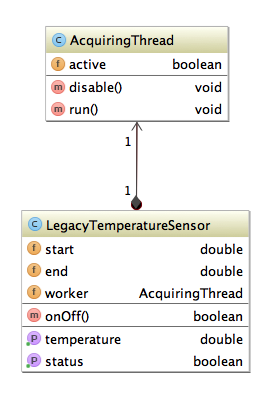 C AcquiringThread
f active boolean
m disable() void
m run() void
1
1
C LegacyTemperatureSensor
f start double
f end double
f worker AcquiringThread
m onOff() boolean
P temperature double
P status boolean